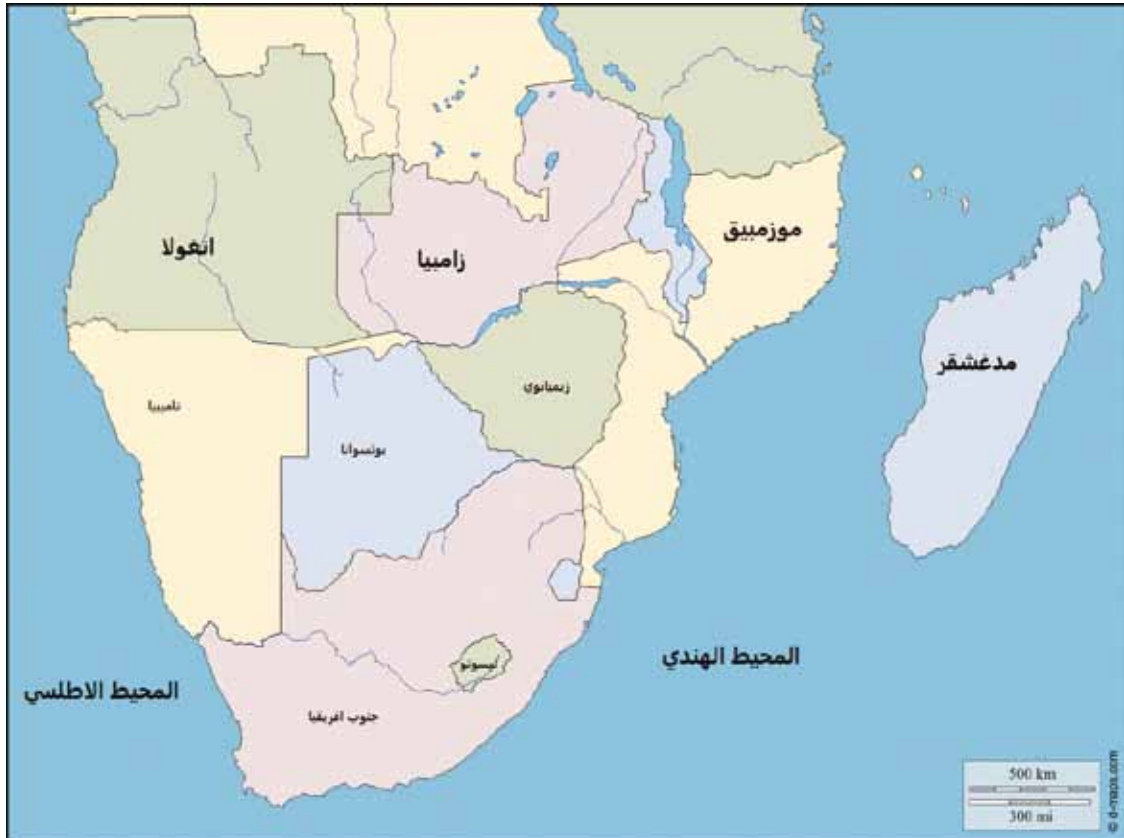 موزمبيق
انغولا
زامبيا
مدغشقر
زيمبابوي
ناميبيا
بوتسوانا
المحيط الهندي
ليسوتو
المحيط الاطلسي
جنوب افريقيا
500 km
300 mi
© d-maps.com